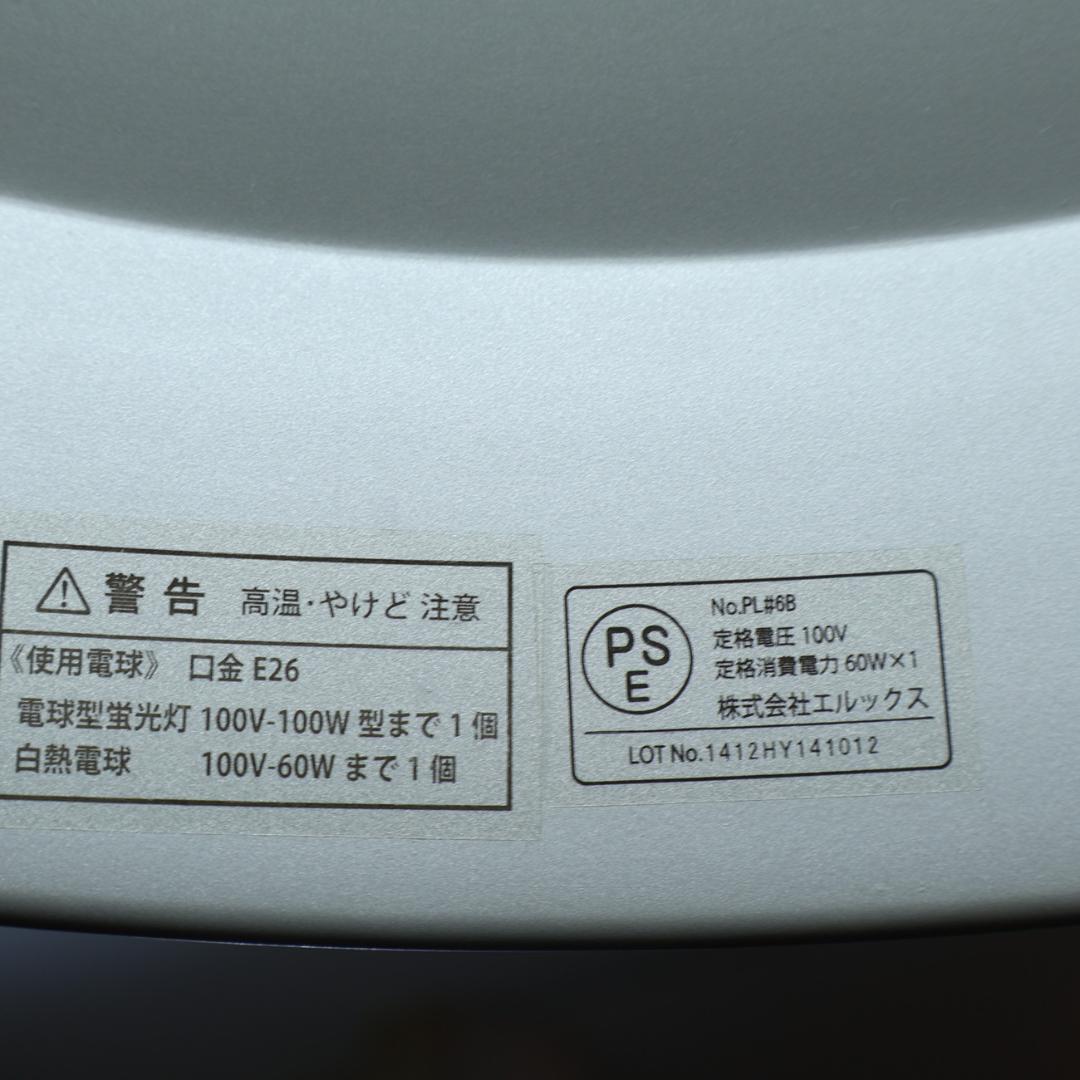 ⚠ 警告 高温・やけど 注意
《使用電球》 口金 E26
電球型蛍光灯 100V-100W 型まで 1 個
白熱電球 100V-60W まで 1 個
PS
E
No.PL#6B
定格電圧 100V
定格消費電力 60W×1
株式会社エルックス
LOT No.1412HY141012